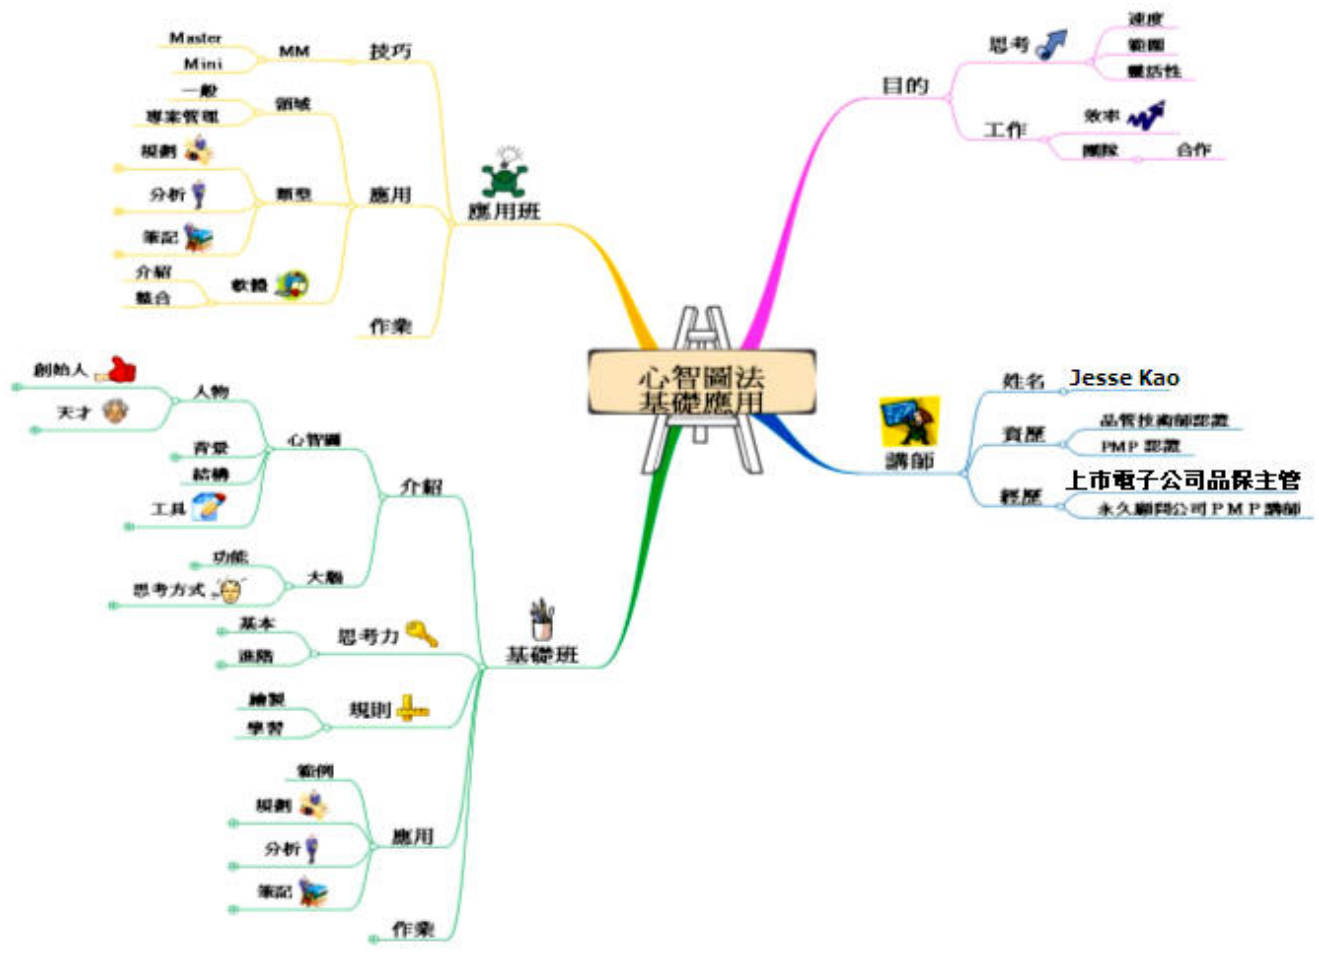 心智圖法
基礎應用
目的
思考
速度
範圍
靈活性
工作
效率
團隊
合作
講師
姓名
Jesse Kao
資歷
品管技術師認證
PMP 認證
經歷
上市電子公司品保主管
永久顧問公司PMP講師
基礎班
介紹
心智圖
人物
創始人
天才
背景
結構
工具
大腦
功能
思考方式
思考力
基本
進階
規則
繪製
學習
應用
範例
規劃
分析
筆記
作業
應用班
技巧
MM
Master
Mini
應用
領域
一般
專案管理
類型
規劃
分析
筆記
軟體
介紹
整合
作業